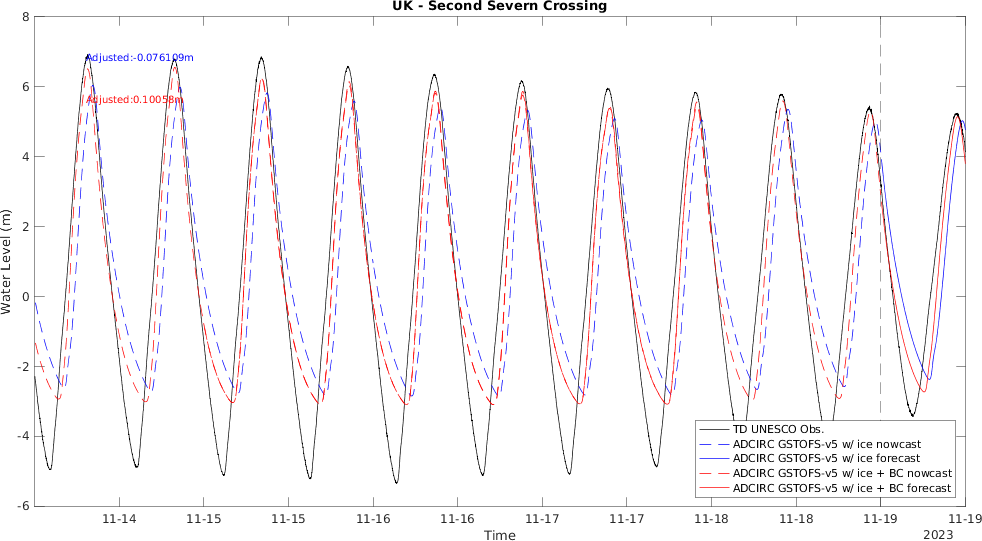 UK - Second Severn Crossing
8
6
4
2
0
-2
-4
-6
Water Level (m)
Adjusted:-0.076109m
Adjusted:0.10058m
TD UNESCO Obs.
ADCIRC GSTOFS-v5 w/ ice nowcast
ADCIRC GSTOFS-v5 w/ ice forecast
ADCIRC GSTOFS-v5 w/ ice + BC nowcast
ADCIRC GSTOFS-v5 w/ ice + BC forecast
11-14 11-15 11-15 11-16 11-16 11-17 11-17 11-18 11-18 11-19 11-19
Time
2023